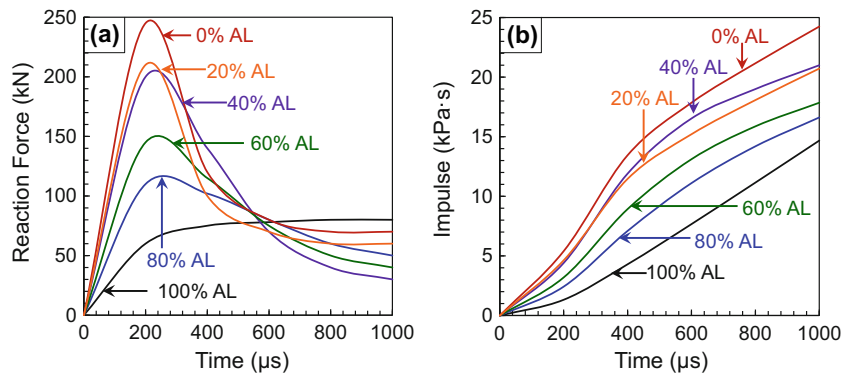 (a)
Reaction Force (kN)
250
200
150
100
50
0
0% AL
20% AL
40% AL
60% AL
80% AL
100% AL
0 200 400 600 800 1000
Time (µs)
(b)
Impulse (kPa·s)
25
20
15
10
5
0
0% AL
40% AL
20% AL
60% AL
80% AL
100% AL
0 200 400 600 800 1000
Time (µs)